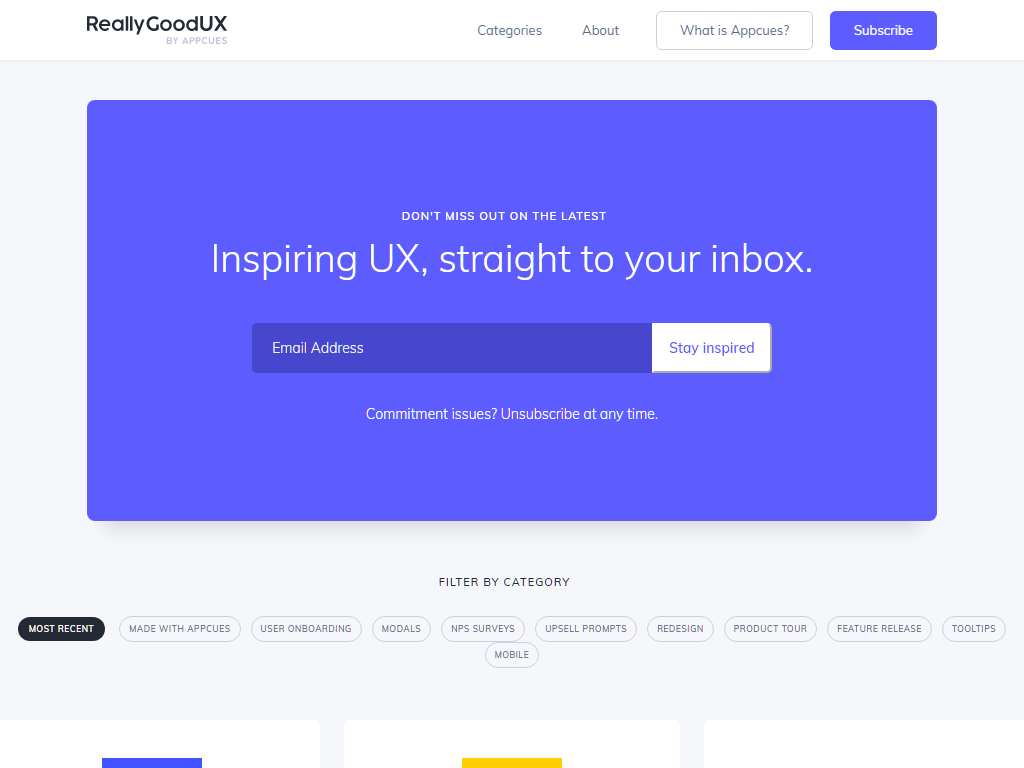 ReallyGoodUX
BY APPCUES
Categories
About
What is Appcues?
Subscribe
DON'T MISS OUT ON THE LATEST
Inspiring UX, straight to your inbox.
Email Address
Stay inspired
Commitment issues? Unsubscribe at any time.
FILTER BY CATEGORY
MOST RECENT
MADE WITH APPCUES
USER ONBOARDING
MODALS
NPS SURVEYS
UPSELL PROMPTS
REDESIGN
PRODUCT TOUR
FEATURE RELEASE
TOOLTIPS
MOBILE